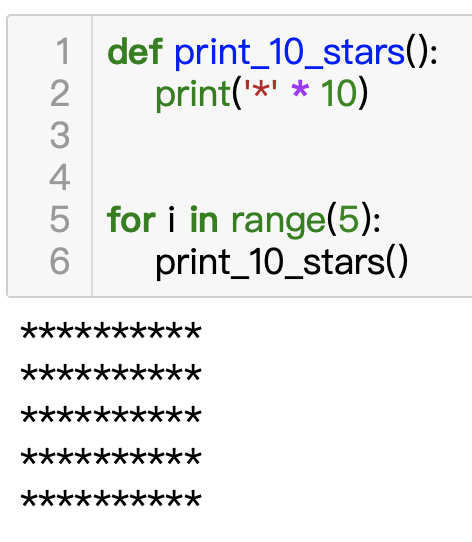 1 def print_10_stars():
2     print('*' * 10)
3
4
5 for i in range(5):
6     print_10_stars()
**********
**********
**********
**********
**********